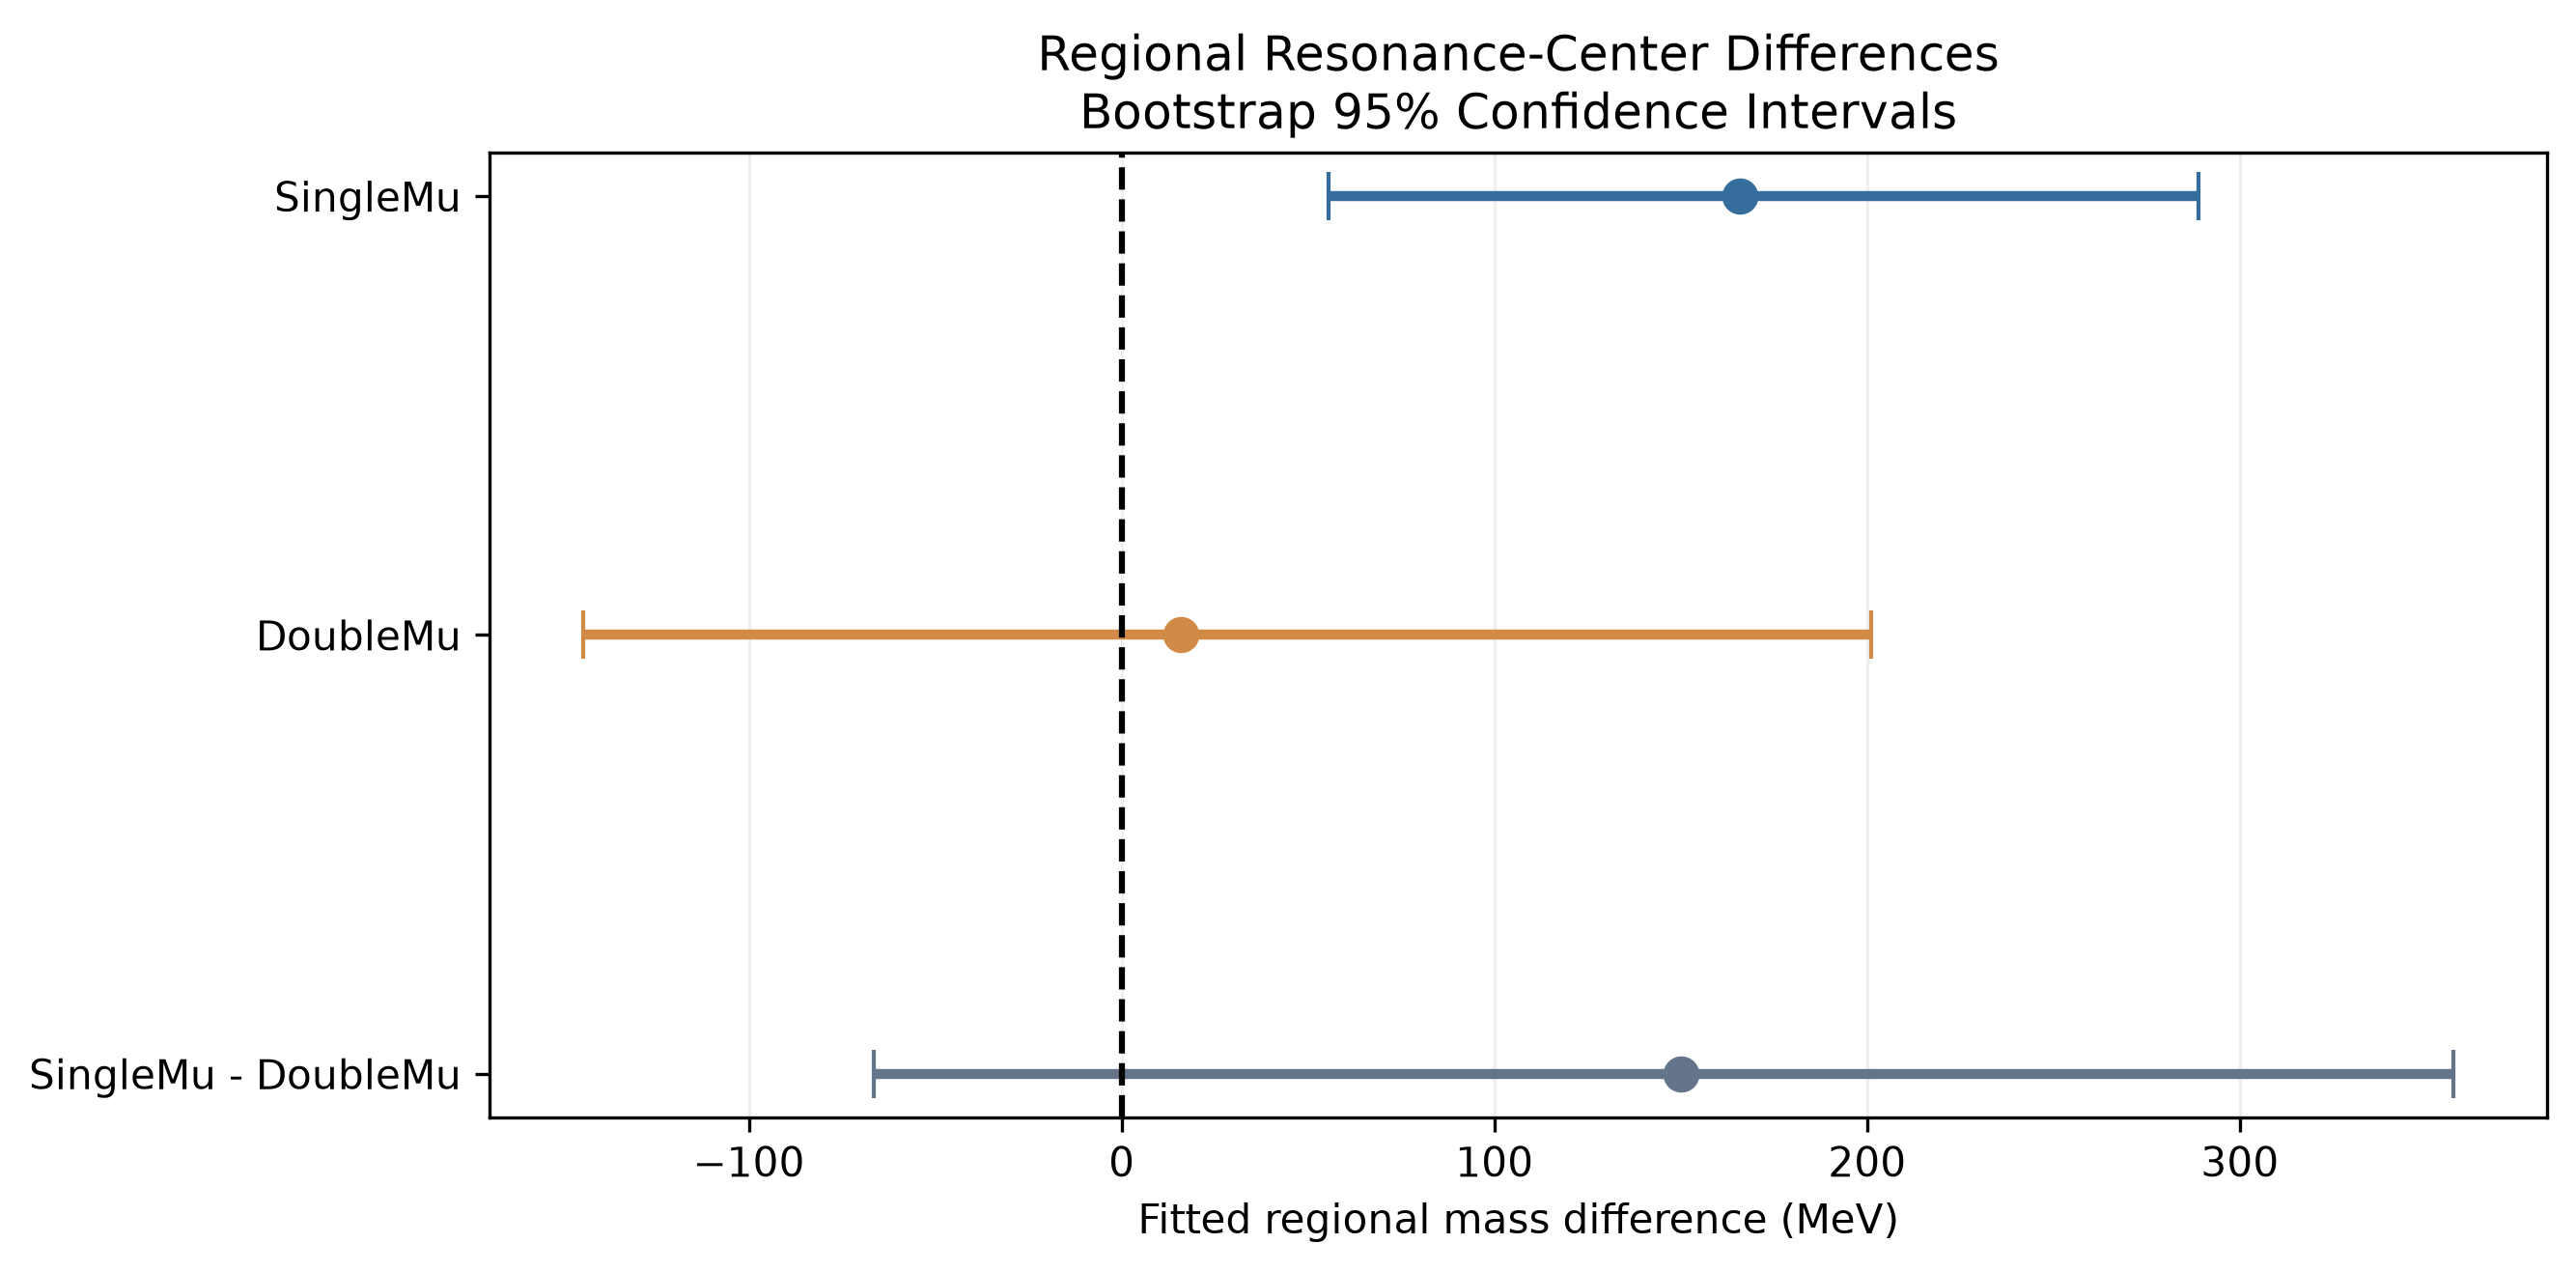 Regional Resonance-Center Differences
Bootstrap 95% Confidence Intervals
SingleMu
DoubleMu
SingleMu - DoubleMu
−100 0 100 200 300
Fitted regional mass difference (MeV)